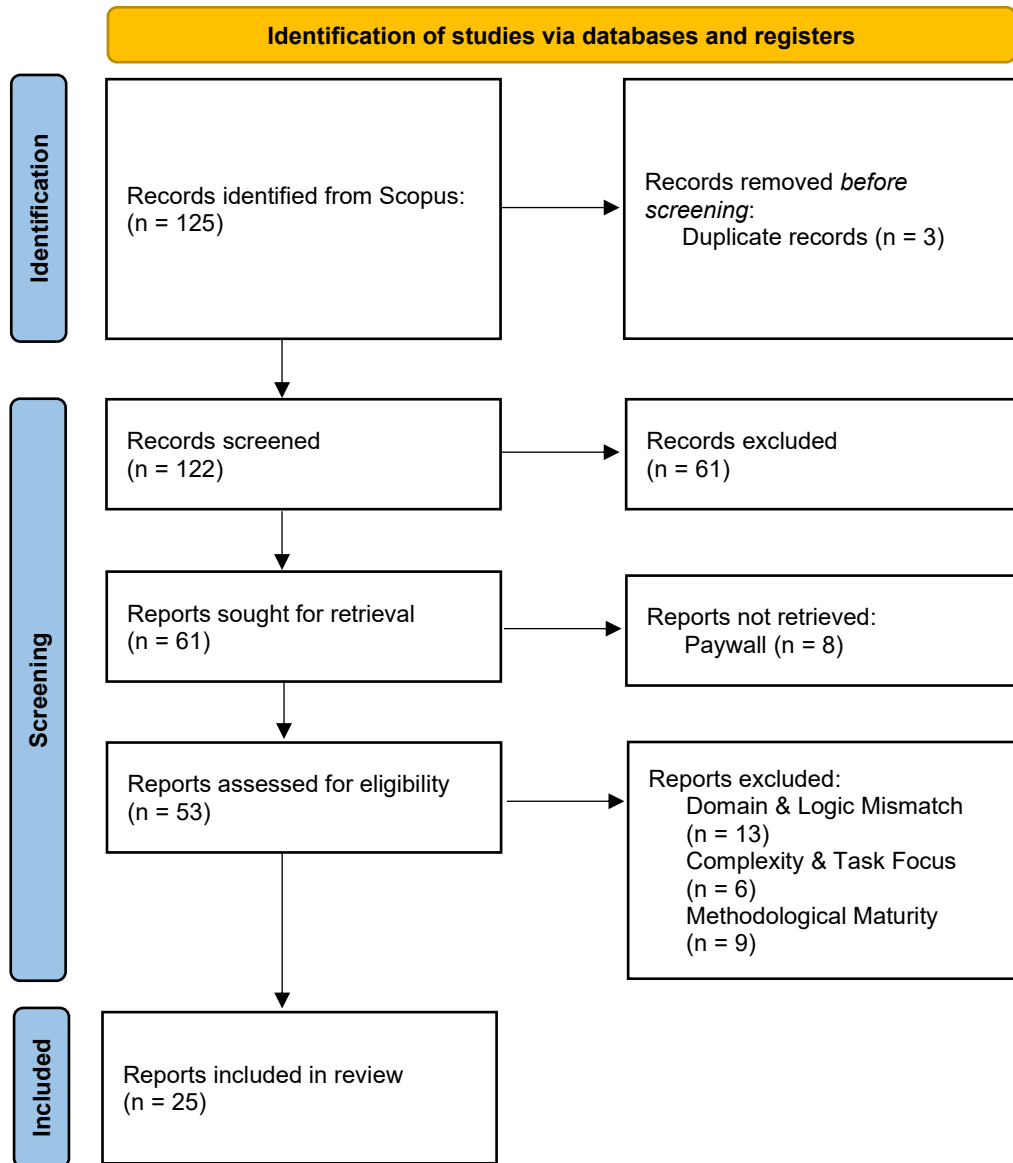 Identification of studies via databases and registers
Identification
Records identified from Scopus:
(n = 125)
Records removed before
screening:
Duplicate records (n = 3)
Screening
Records screened
(n = 122)
Records excluded
(n = 61)
Reports sought for retrieval
(n = 61)
Reports not retrieved:
Paywall (n = 8)
Reports assessed for eligibility
(n = 53)
Reports excluded:
Domain & Logic Mismatch
(n = 13)
Complexity & Task Focus
(n = 6)
Methodological Maturity
(n = 9)
Included
Reports included in review
(n = 25)